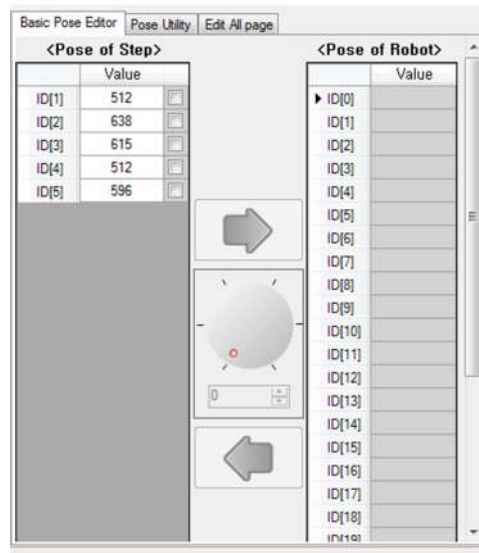 Basic Pose Editor Pose Utility Edit All page
<Pose of Step> <Pose of Robot>
Value Value
ID[1] 512 ID[0]
ID[2] 638 ID[1]
ID[3] 615 ID[2]
ID[4] 512 ID[3]
ID[5] 596 ID[4]
ID[5]
ID[6]
ID[7]
ID[8]
ID[9]
ID[10]
ID[11]
ID[12]
0 ID[13]
ID[14]
ID[15]
ID[16]
ID[17]
ID[18]
ID[19]